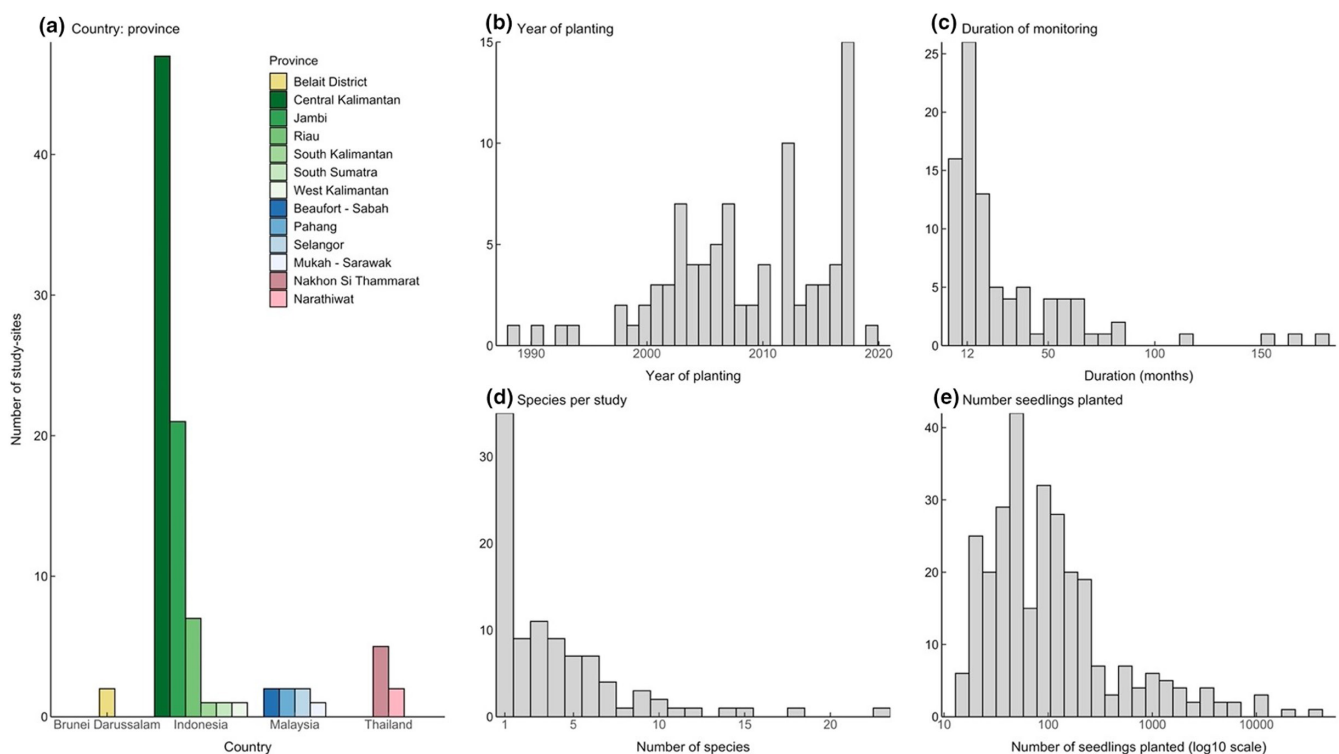 (a) Country: province
Number of study-sites
40
30
20
10
0
Province
Belait District
Central Kalimantan
Jambi
Riau
South Kalimantan
South Sumatra
West Kalimantan
Beaufort - Sabah
Pahang
Selangor
Mukah - Sarawak
Nakhon Si Thammarat
Narathiwat
Brunei Darussalam Indonesia Malaysia Thailand
Country
(b) Year of planting
15
10
5
0
1990 2000 2010 2020
Year of planting
(c) Duration of monitoring
25
20
15
10
5
0
12 50 100 150
Duration (months)
(d) Species per study
30
20
10
0
1 5 10 15 20
Number of species
(e) Number seedlings planted
40
30
20
10
0
10 100 1000 10000
Number of seedlings planted (log10 scale)